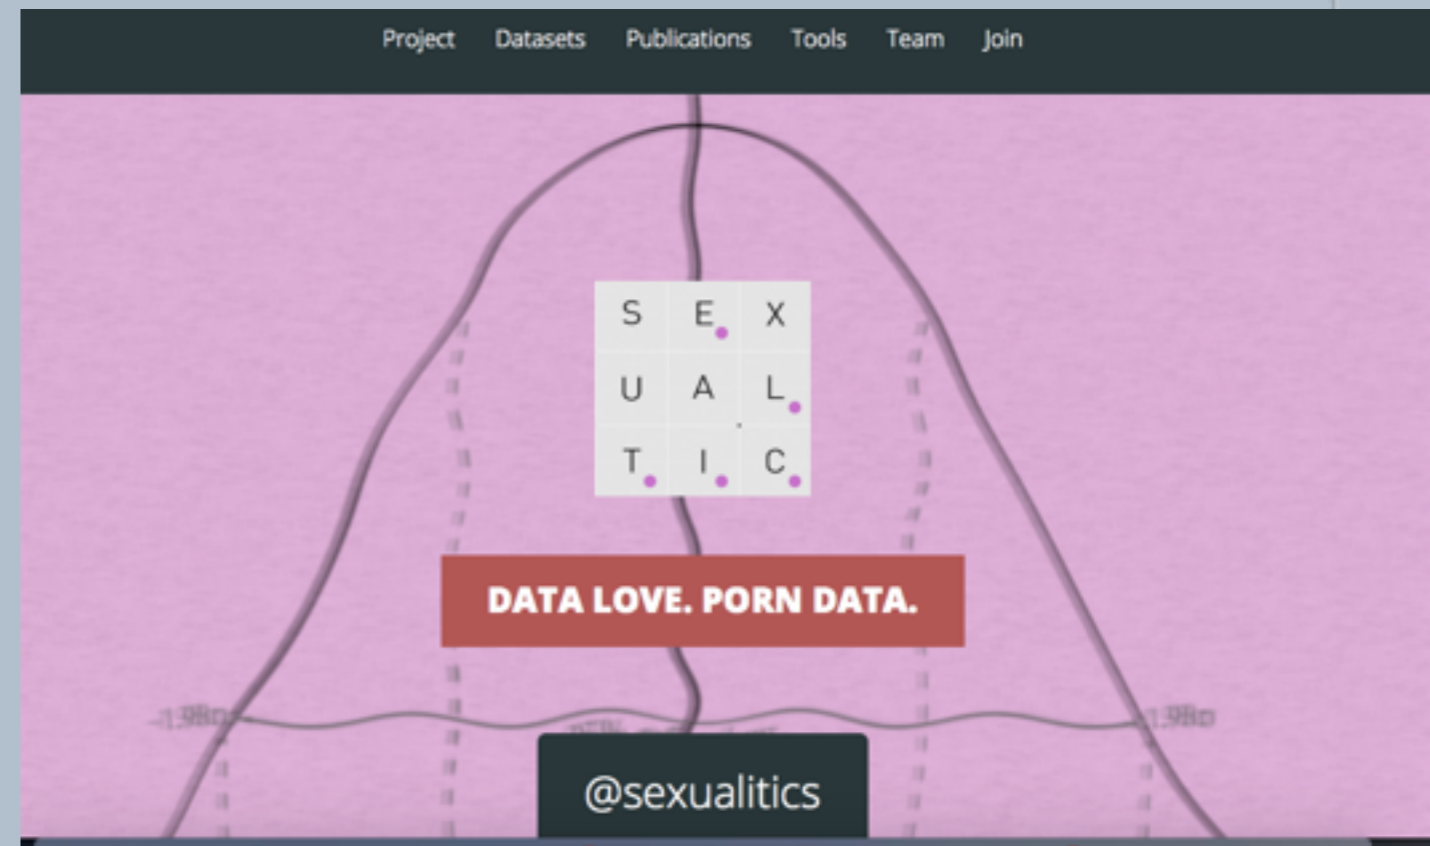 Project Datasets Publications Tools Team Join
S E X
U A L
T I C
DATA LOVE. PORN DATA.
@sexualitics